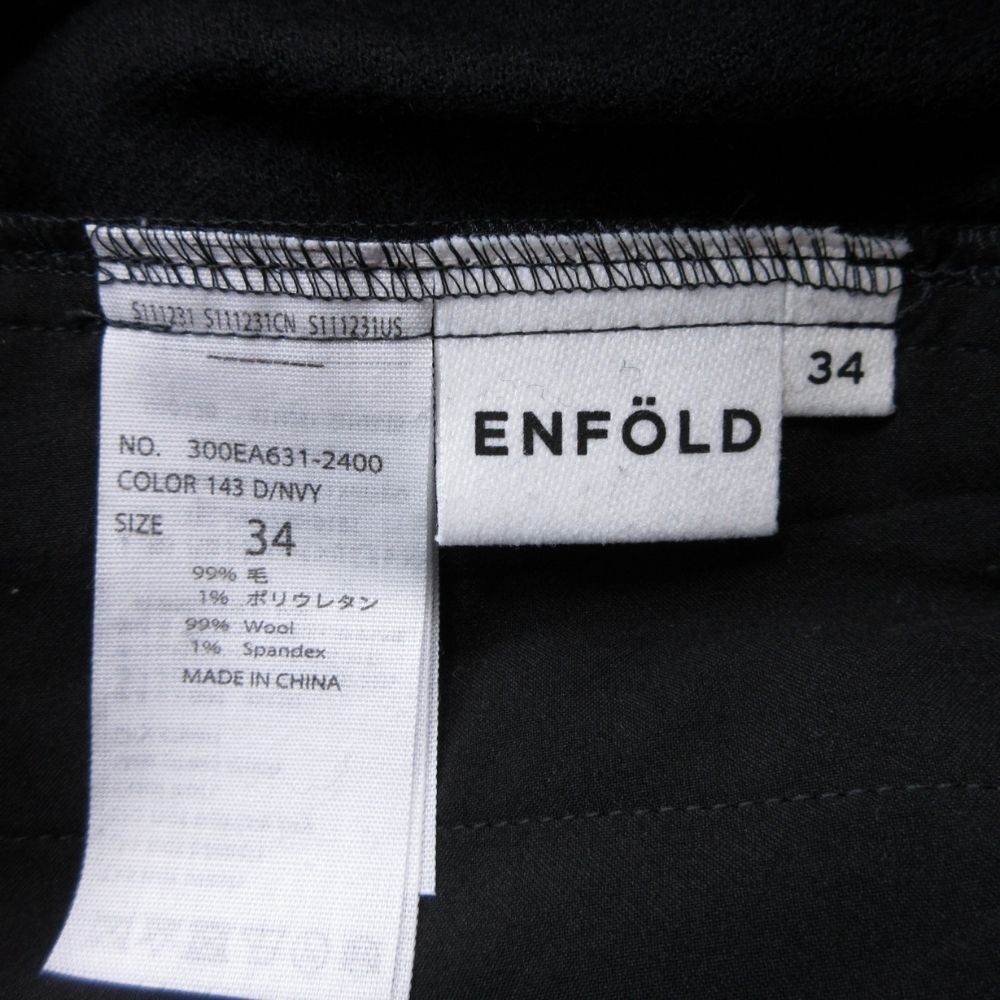 S111231 S111231CN S111231US
NO. 300EA631-2400
COLOR 143 D/NVY
SIZE 34
99% 毛
1% ポリウレタン
99% Wool
1% Spandex
MADE IN CHINA
ENFÖLD
34